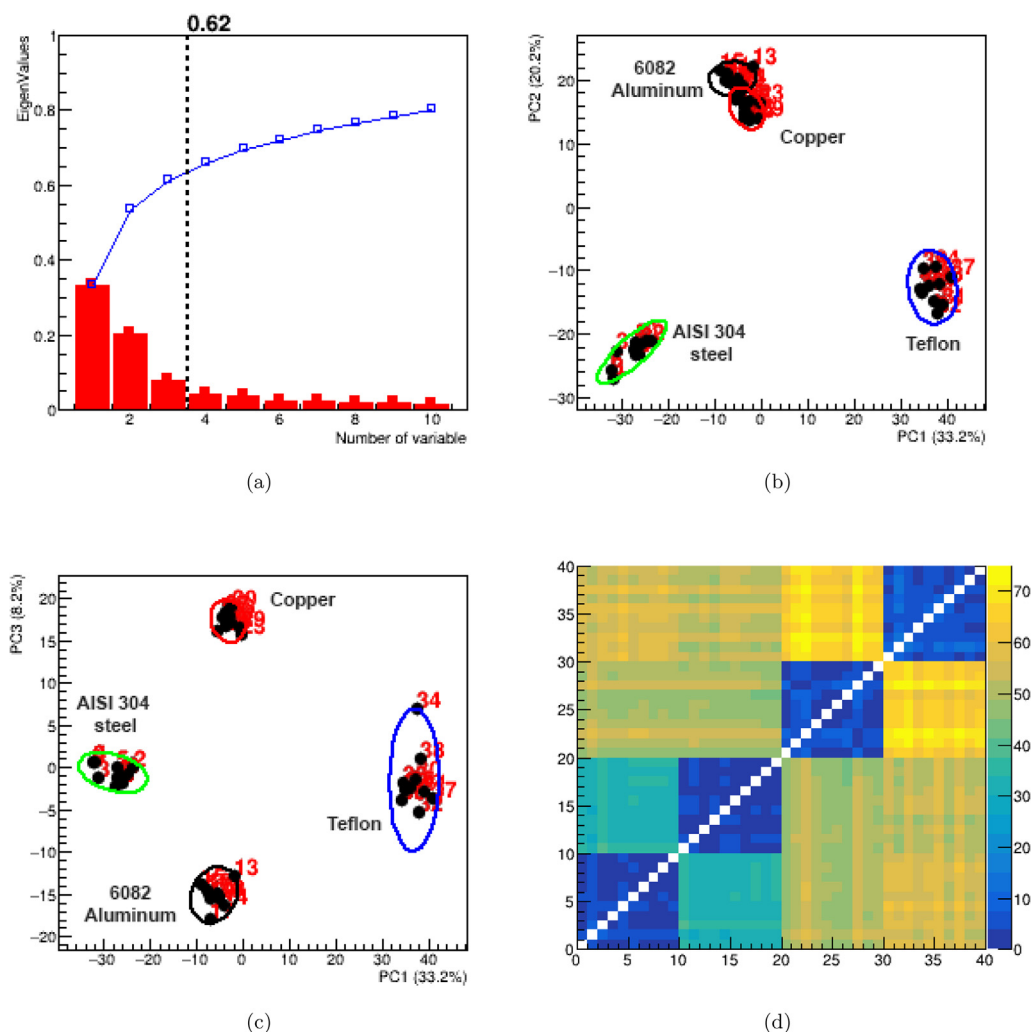 0.62
EigenValues
1
0.8
0.6
0.4
0.2
0
2 4 6 8 10
Number of variable
(a)
PC2 (20.2%)
20
10
0
−10
−20
−30
6082
Aluminum
13
Copper
AISI 304
steel
Teflon
−30 −20 −10 0 10 20 30 40
PC1 (33.2%)
(b)
PC3 (8.2%)
20
15
10
5
0
−5
−10
−15
−20
Copper
AISI 304
steel
34
Teflon
6082
Aluminum
13
−30 −20 −10 0 10 20 30 40
PC1 (33.2%)
(c)
40
35
30
25
20
15
10
5
0
0 5 10 15 20 25 30 35 40
70
60
50
40
30
20
10
0
(d)